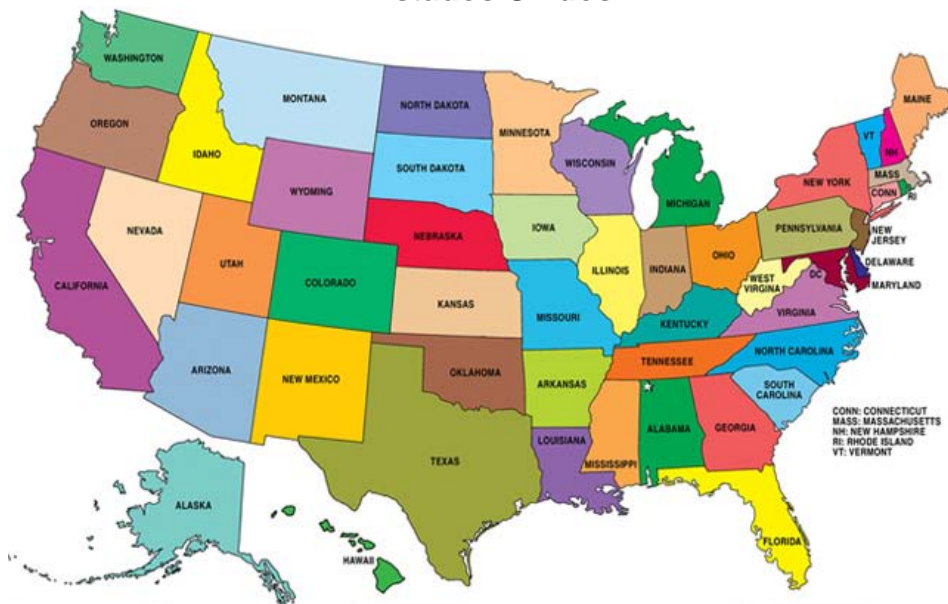 WASHINGTON
OREGON
IDAHO
MONTANA
NORTH DAKOTA
MINNESOTA
SOUTH DAKOTA
WYOMING
WISCONSIN
MICHIGAN
MAINE
VT
NH
MASS
CONN
RI
NEW YORK
PENNSYLVANIA
NEW
JERSEY
DELAWARE
MARYLAND
DC
NEVADA
UTAH
COLORADO
NEBRASKA
IOWA
ILLINOIS
INDIANA
OHIO
WEST
VIRGINA
VIRGINIA
CALIFORNIA
KANSAS
MISSOURI
KENTUCKY
ARIZONA
NEW MEXICO
OKLAHOMA
ARKANSAS
TENNESSEE
NORTH CAROLINA
SOUTH
CAROLINA
TEXAS
LOUISIANA
MISSISSIPPI
ALABAMA
GEORGIA
FLORIDA
CONN: CONNECTICUT
MASS: MASSACHUSETTS
NH: NEW HAMPSHIRE
RI: RHODE ISLAND
VT: VERMONT
ALASKA
HAWAII